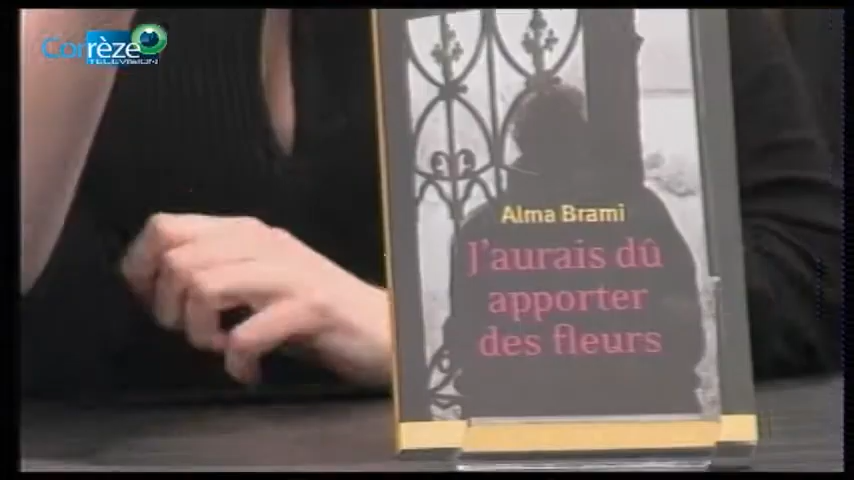 Corrèze
TELEVISION
Alma Brami
J'aurais dû
apporter
des fleurs